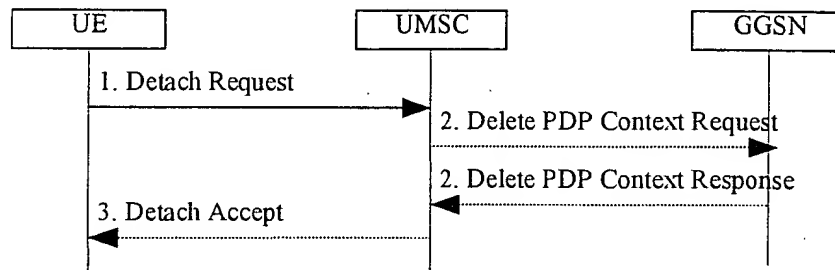 UE
UMSC
GGSN
1. Detach Request
2. Delete PDP Context Request
2. Delete PDP Context Response
3. Detach Accept